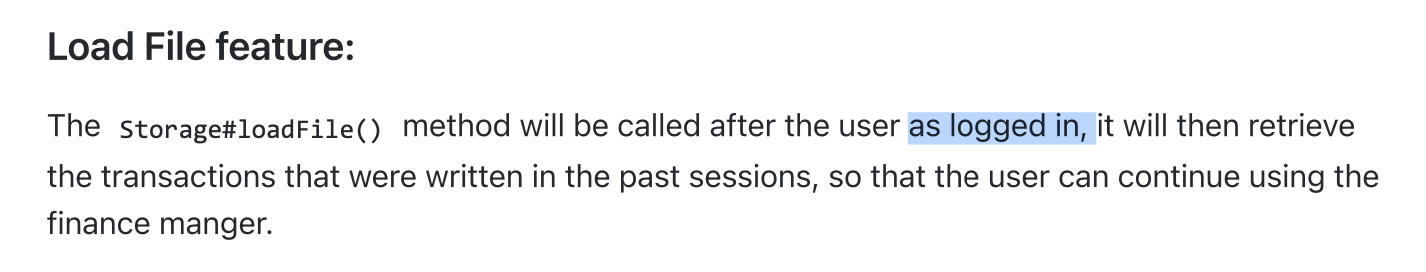 Load File feature:
The Storage#loadFile() method will be called after the user as logged in, it will then retrieve
the transactions that were written in the past sessions, so that the user can continue using the
finance manger.